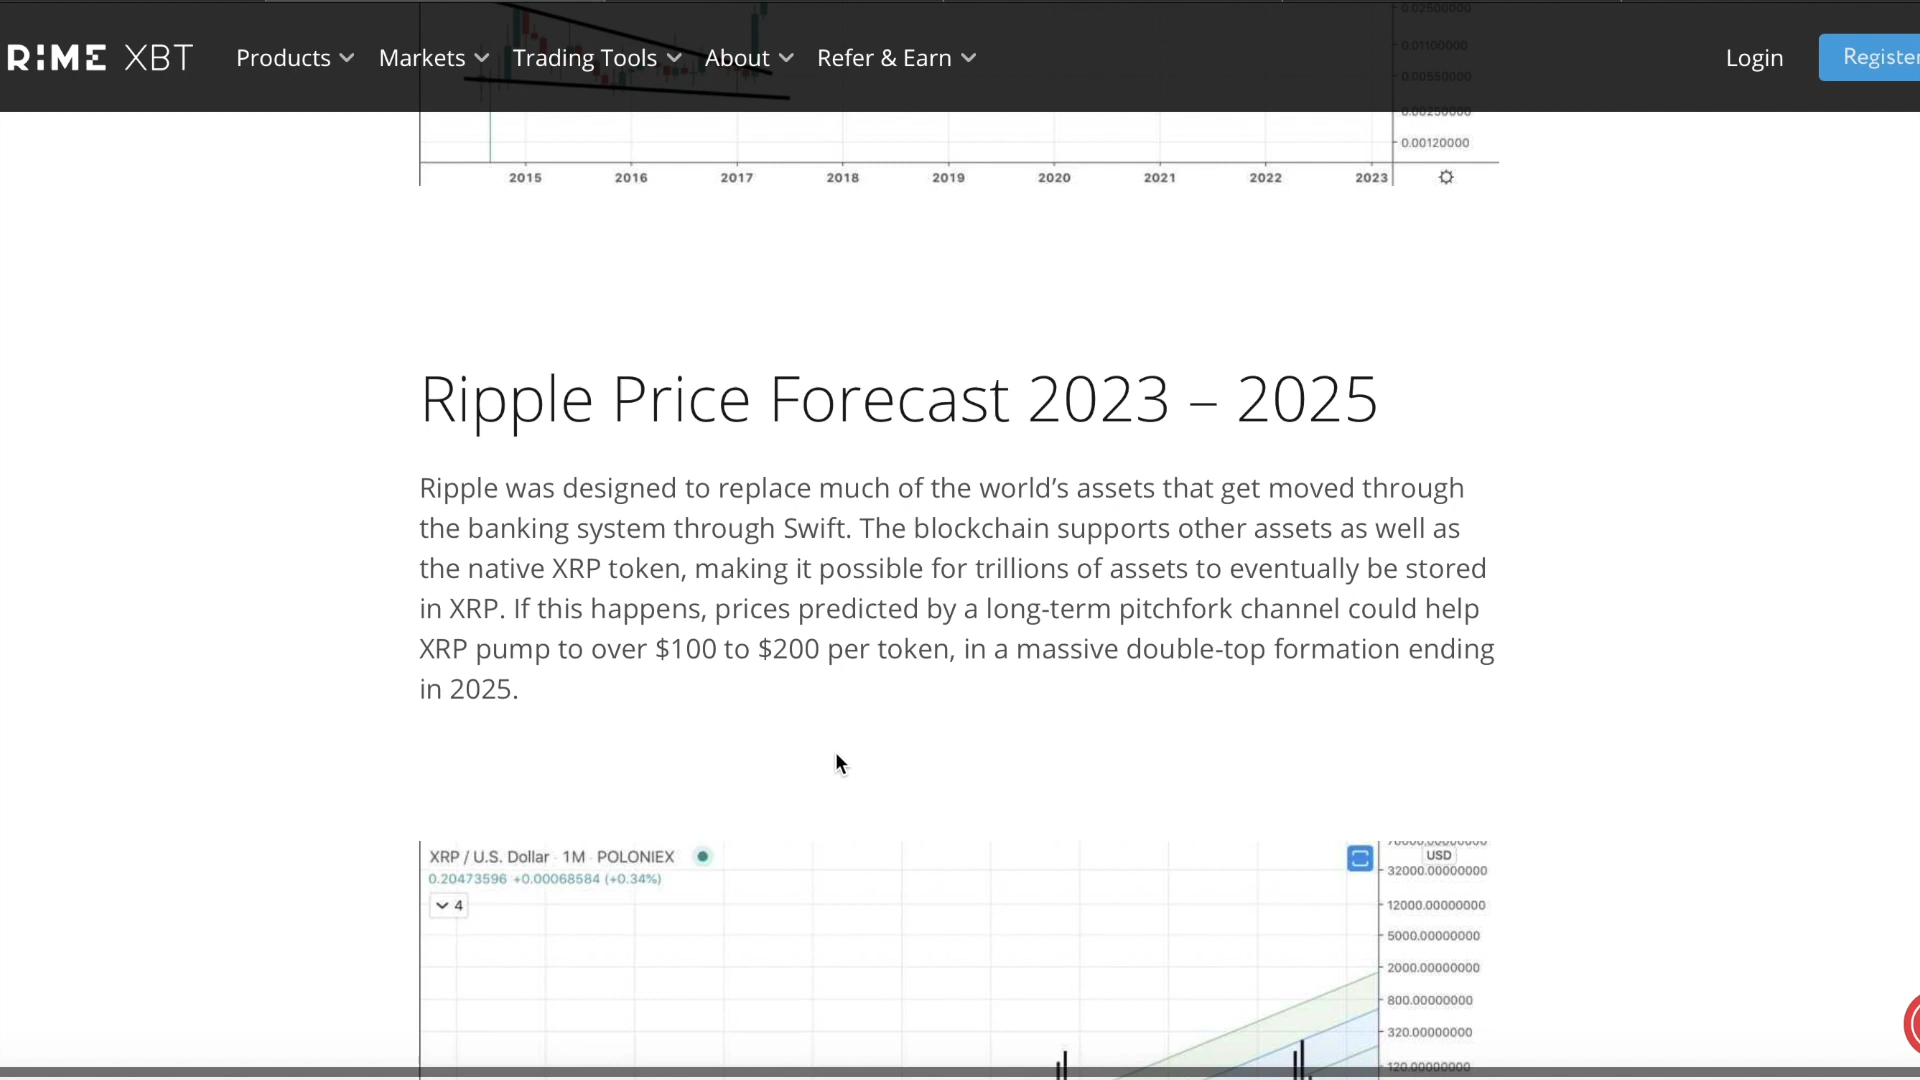 RIME XBT Products Markets Trading Tools About Refer & Earn Login Register
0.02500000
0.01100000
0.00550000
0.00250000
0.00120000
2015 2016 2017 2018 2019 2020 2021 2022 2023
Ripple Price Forecast 2023 – 2025
Ripple was designed to replace much of the world’s assets that get moved through
the banking system through Swift. The blockchain supports other assets as well as
the native XRP token, making it possible for trillions of assets to eventually be stored
in XRP. If this happens, prices predicted by a long-term pitchfork channel could help
XRP pump to over $100 to $200 per token, in a massive double-top formation ending
in 2025.
XRP / U.S. Dollar · 1M · POLONIEX
USD
0.20473596 +0.00068584 (+0.34%)
4
32000.00000000
12000.00000000
5000.00000000
2000.00000000
800.00000000
320.00000000
120.00000000